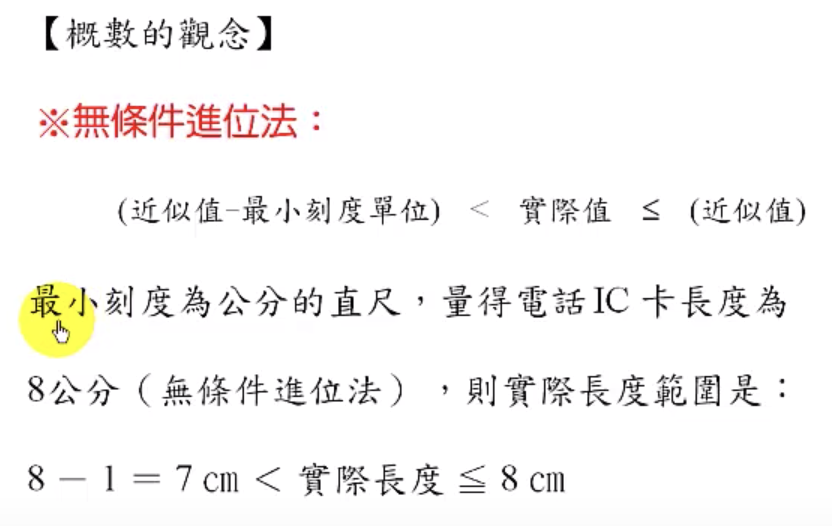 【概數的觀念】
※無條件進位法：
(近似值-最小刻度單位) < 實際值 ≤ (近似值)
最小刻度為公分的直尺，量得電話IC卡長度為
8公分（無條件進位法），則實際長度範圍是：
8－1＝7 cm＜實際長度≦8 cm